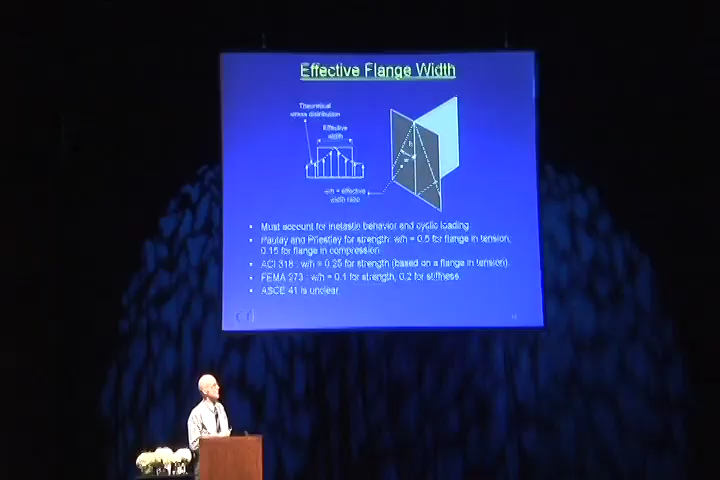 Effective Flange Width
Theoretical
stress distribution
Effective
width
h
w
w/h = effective
width ratio
• Must account for inelastic behavior and cyclic loading.
• Paulay and Priestley for strength: w/h = 0.5 for flange in tension,
0.15 for flange in compression
• ACI 318 : w/h = 0.25 for strength (based on a flange in tension).
• FEMA 273 : w/h = 0.1 for strength, 0.2 for stiffness.
• ASCE 41 is unclear.